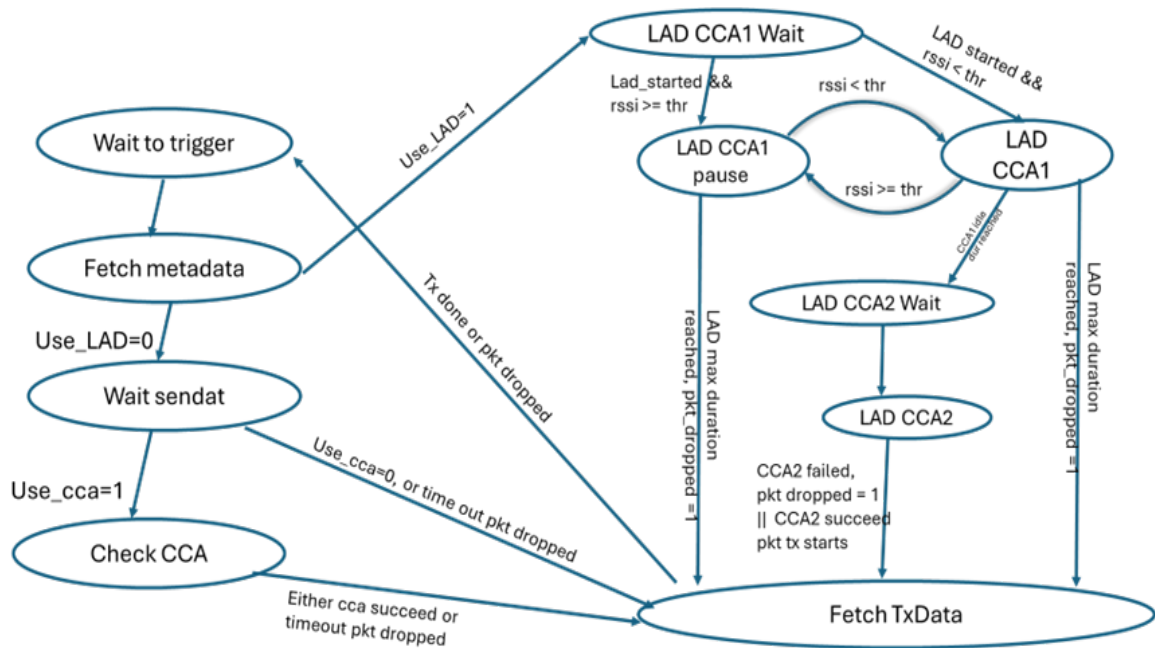 LAD CCA1 Wait
LAD started &&
rssi < thr
Lad_started &&
rssi >= thr
rssi < thr
Use_LAD=1
Wait to trigger
LAD CCA1
pause
LAD
CCA1
rssi >= thr
CCA1 idle
dur reached
Fetch metadata
Tx done or pkt dropped
LAD max duration
reached, pkt_dropped =1
LAD CCA2 Wait
LAD max duration
reached, pkt_dropped =1
Use_LAD=0
Wait sendat
LAD CCA2
Use_cca=0, or time out pkt dropped
CCA2 failed,
pkt dropped = 1
|| CCA2 succeed
pkt tx starts
Use_cca=1
Check CCA
Either cca succeed or
timeout pkt dropped
Fetch TxData